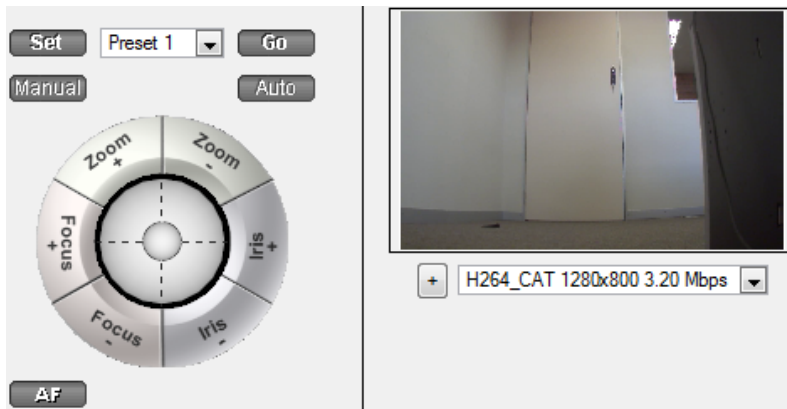 Set Preset 1 Go
Manual Auto
Zoom + Zoom -
Focus + Iris +
Focus - Iris -
+ H264_CAT 1280x800 3.20 Mbps
AF